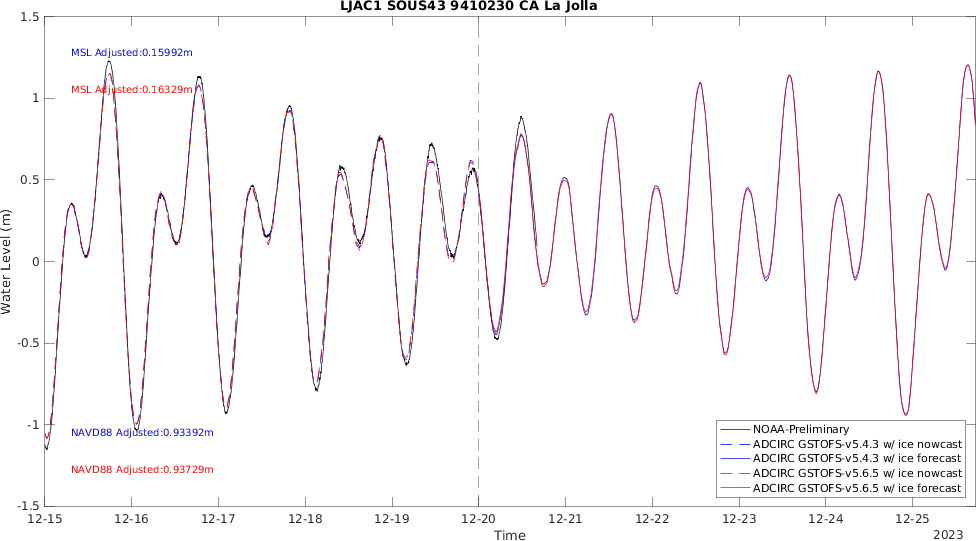 LJAC1 SOUS43 9410230 CA La Jolla
1.5
MSL Adjusted:0.15992m
MSL Adjusted:0.16329m
1
0.5
0
-0.5
-1
-1.5
Water Level (m)
NAVD88 Adjusted:0.93392m
NAVD88 Adjusted:0.93729m
NOAA-Preliminary
ADCIRC GSTOFS-v5.4.3 w/ ice nowcast
ADCIRC GSTOFS-v5.4.3 w/ ice forecast
ADCIRC GSTOFS-v5.6.5 w/ ice nowcast
ADCIRC GSTOFS-v5.6.5 w/ ice forecast
12-15 12-16 12-17 12-18 12-19 12-20 12-21 12-22 12-23 12-24 12-25
Time
2023